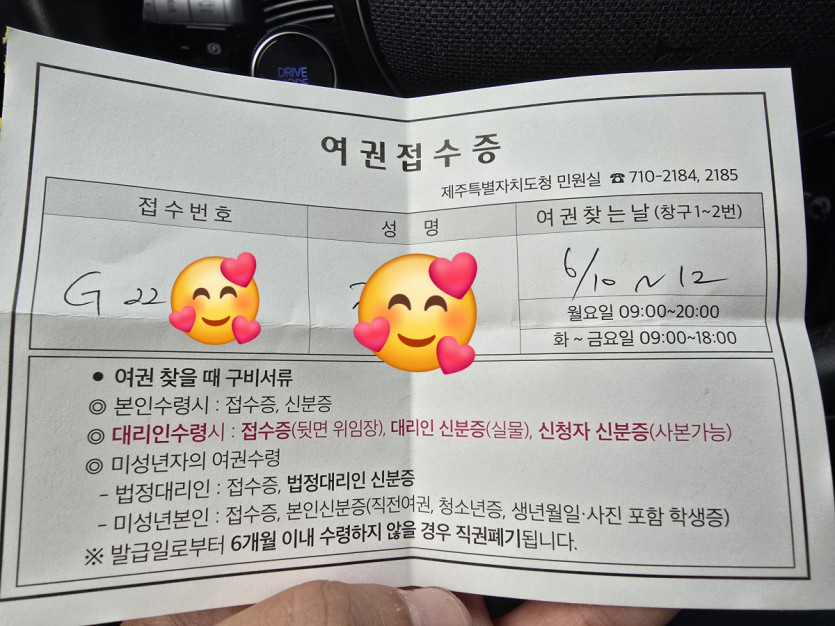 DRIVE
MODE
여권접수증
제주특별자치도청 민원실 ☎ 710-2184, 2185
접수번호
성 명
여권찾는날(창구1~2번)
G 22
6/10 ~ 12
월요일 09:00~20:00
화 ~ 금요일 09:00~18:00
● 여권 찾을 때 구비서류
◎ 본인수령시 : 접수증, 신분증
◎ 대리인수령시 : 접수증(뒷면 위임장), 대리인 신분증(실물), 신청자 신분증(사본가능)
◎ 미성년자의 여권수령
- 법정대리인 : 접수증, 법정대리인 신분증
- 미성년본인 : 접수증, 본인신분증(직전여권, 청소년증, 생년월일·사진 포함 학생증)
※ 발급일로부터 6개월 이내 수령하지 않을 경우 직권폐기됩니다.